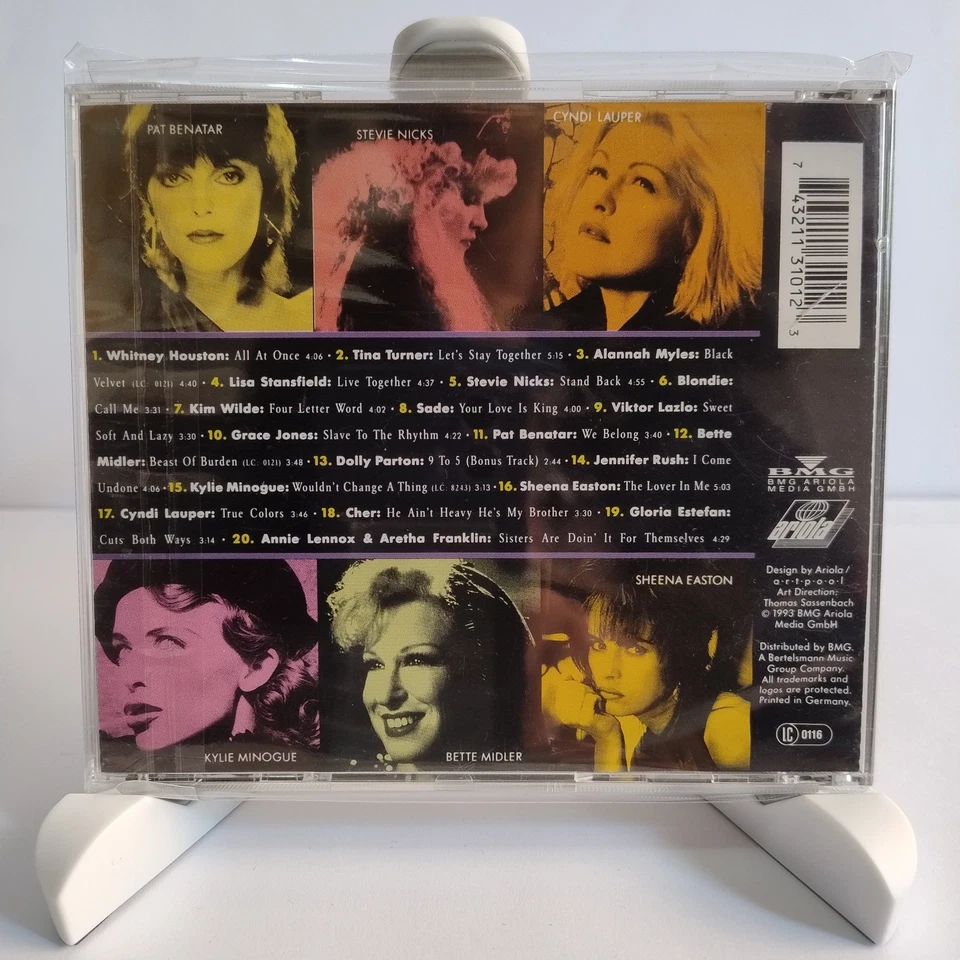 PAT BENATAR
STEVIE NICKS
CYNDI LAUPER
7 43211 31012 3
1. Whitney Houston: All At Once 4:06 · 2. Tina Turner: Let's Stay Together 5:15 · 3. Alannah Myles: Black
Velvet (LC: 0121) 4:40 · 4. Lisa Stansfield: Live Together 4:37 · 5. Stevie Nicks: Stand Back 4:55 · 6. Blondie:
Call Me 3:31 · 7. Kim Wilde: Four Letter Word 4:02 · 8. Sade: Your Love Is King 4:00 · 9. Viktor Lazlo: Sweet
Soft And Lazy 3:30 · 10. Grace Jones: Slave To The Rhythm 4:22 · 11. Pat Benatar: We Belong 3:40 · 12. Bette
Midler: Beast Of Burden (LC: 0121) 3:48 · 13. Dolly Parton: 9 To 5 (Bonus Track) 2:44 · 14. Jennifer Rush: I Come
Undone 4:06 · 15. Kylie Minogue: Wouldn't Change A Thing (LC: 8243) 3:13 · 16. Sheena Easton: The Lover In Me 5:03
17. Cyndi Lauper: True Colors 3:46 · 18. Cher: He Ain't Heavy He's My Brother 3:30 · 19. Gloria Estefan:
Cuts Both Ways 3:14 · 20. Annie Lennox & Aretha Franklin: Sisters Are Doin' It For Themselves 4:29
BMG
BMG ARIOLA
MEDIA GMBH
ariola
Design by Ariola/
a·r·t·p·o·o·l
Art Direction:
Thomas Sassenbach
© 1993 BMG Ariola
Media GmbH
Distributed by BMG.
A Bertelsmann Music
Group Company.
All trademarks and
logos are protected.
Printed in Germany.
LC 0116
KYLIE MINOGUE
BETTE MIDLER
SHEENA EASTON